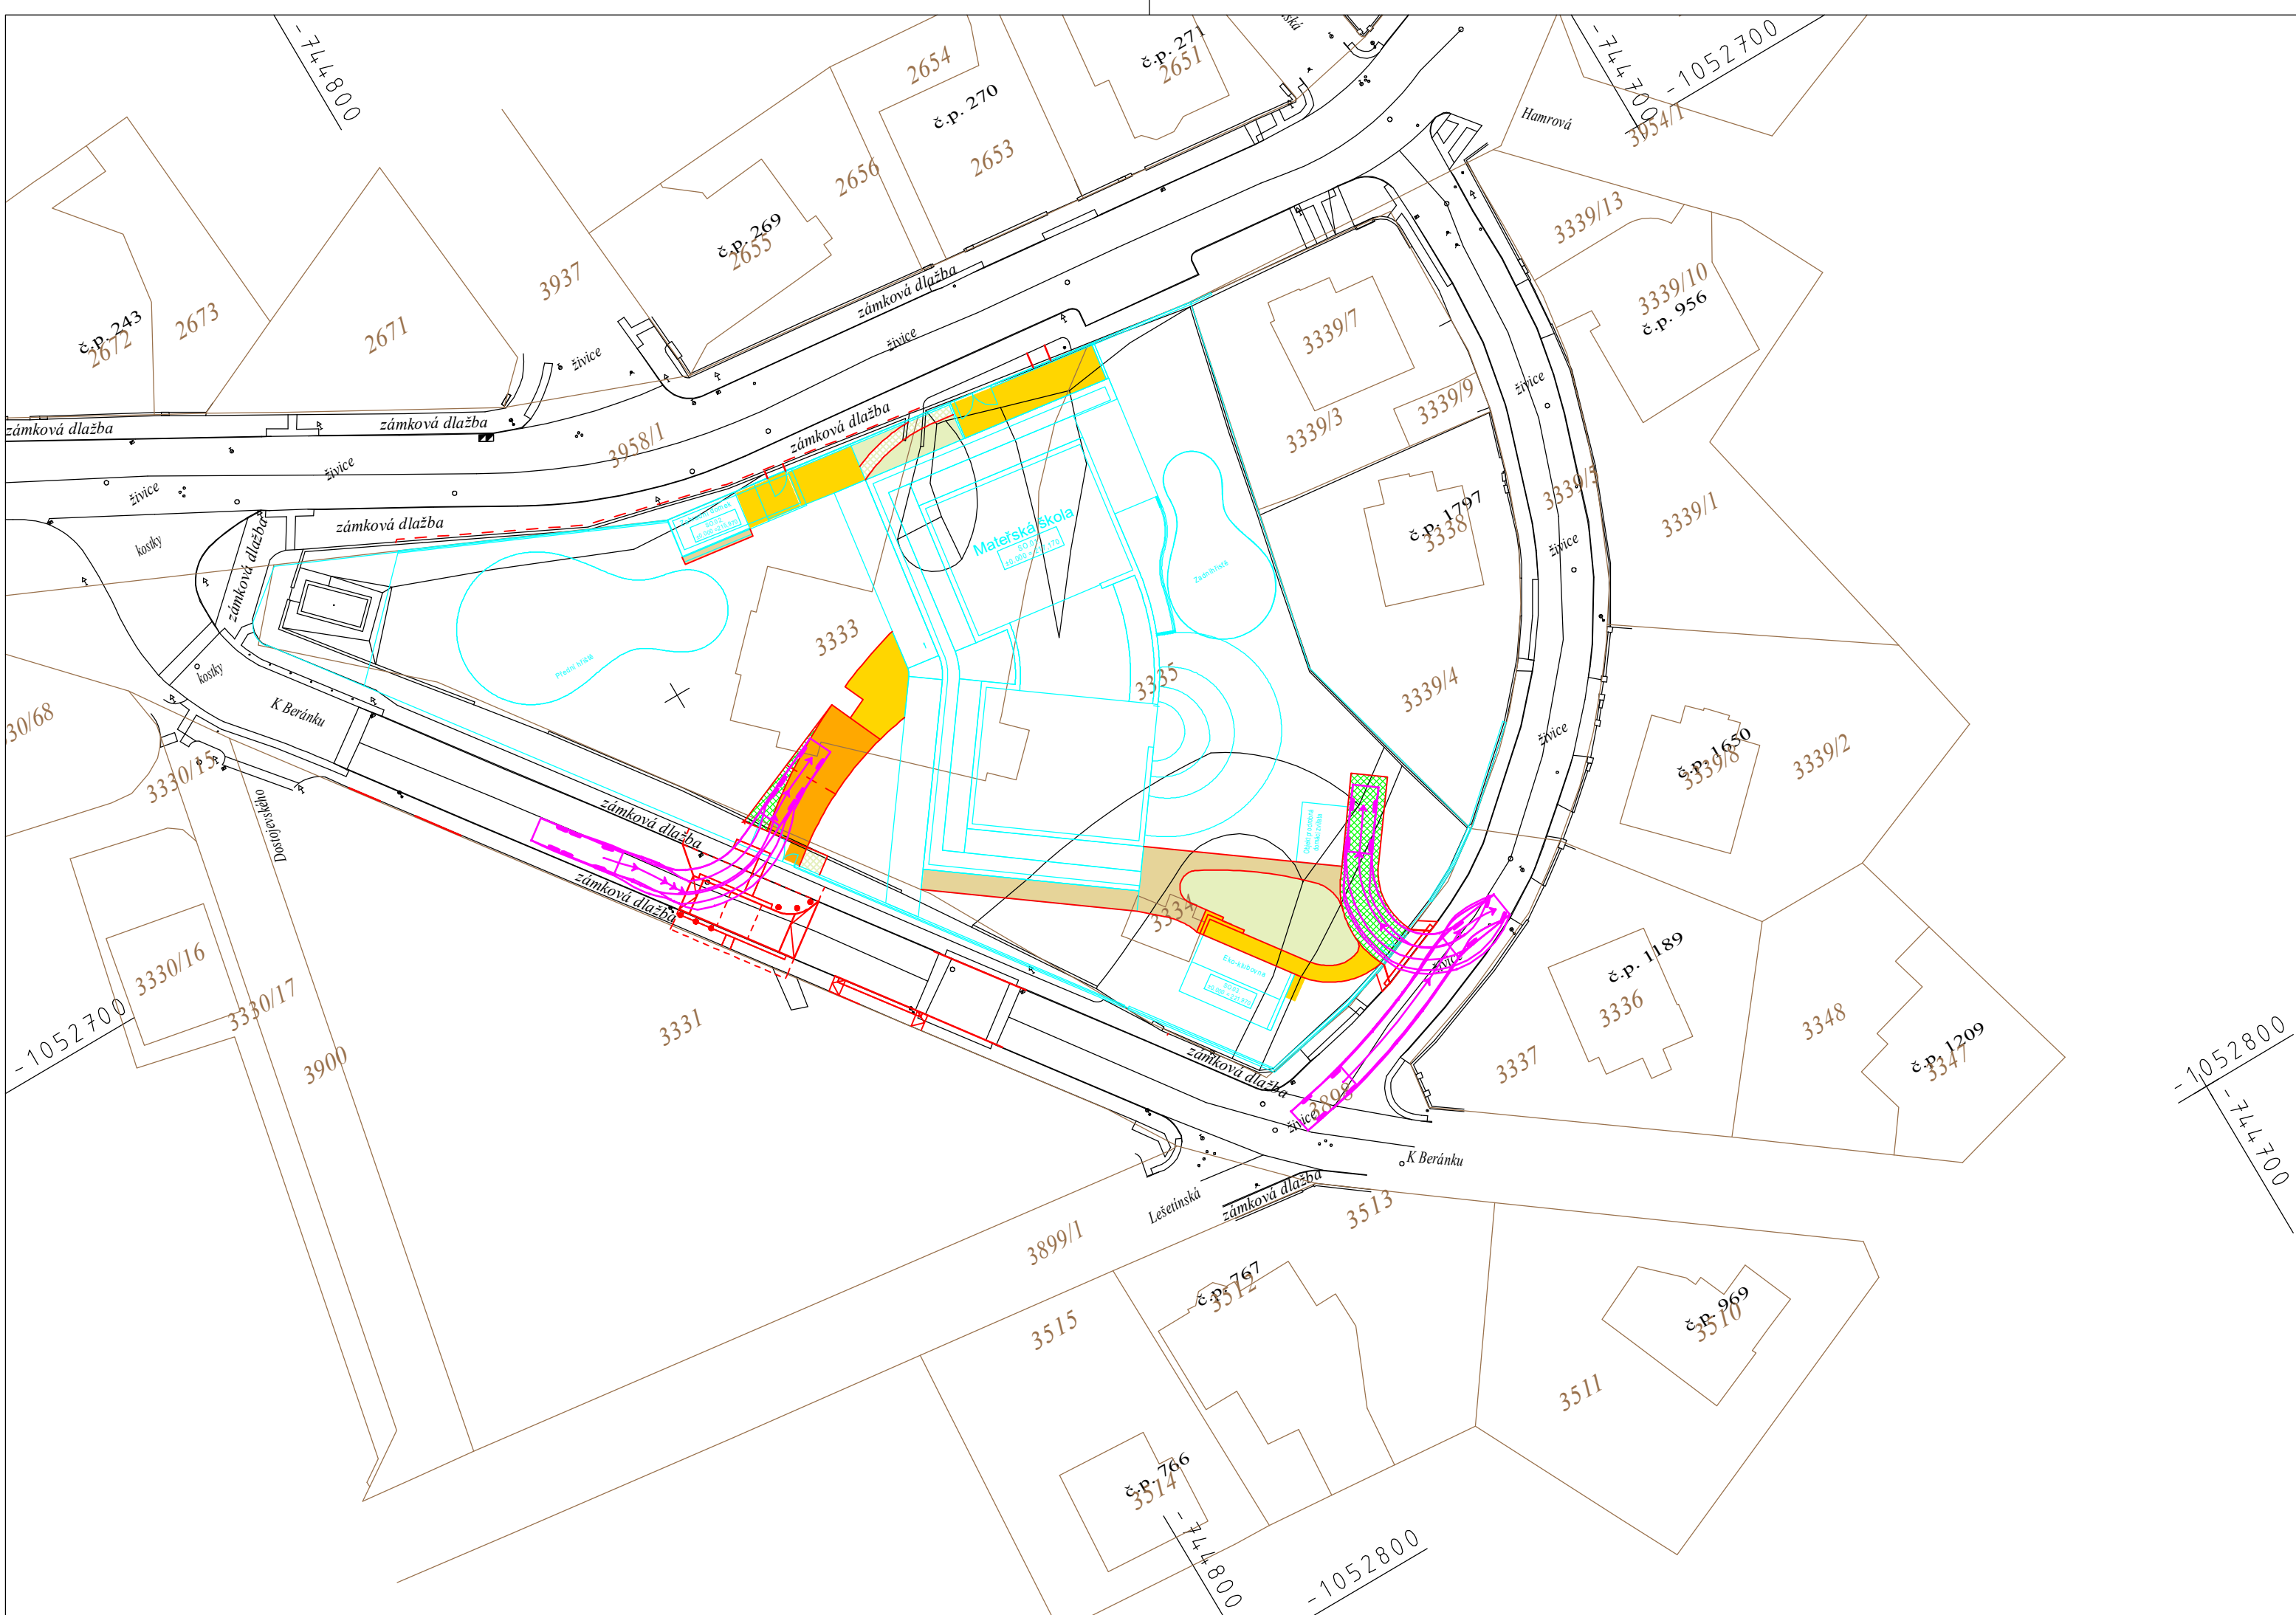 -744800
2654
č.p. 271
2651
-744700
-1052700
č.p. 270
Hamrová
3954/1
2653
2656
3339/13
č.p. 269
2655
3937
3339/10
č.p. 956
zámková dlažba
č.p. 243
2672
2673
2671
živice
živice
3339/7
živice
3339/9
3339/3
zámková dlažba
zámková dlažba
zámková dlažba
3958/1
živice
živice
č.p. 1797
3338
3339/5
3339/1
zámková dlažba
Mateřská škola
živice
kostky
zámková dlažba
3333
3335
3339/4
kostky
K Beránku
30/68
živice
č.p. 1650
3339/8
3339/2
3330/15
Dostojevského
zámková dlažba
zámková dlažba
3334
3330/16
Eko-klubovna
živice
č.p. 1189
3336
3330/17
-1052700
3331
3348
č.p. 1209
3347
3900
zámková dlažba
3337
3898
živice
-1052800
-744700
K Beránku
Lešetínská
zámková dlažba
3513
3899/1
č.p. 767
3512
3515
č.p. 969
3510
3511
č.p. 766
3514
-744800
-1052800